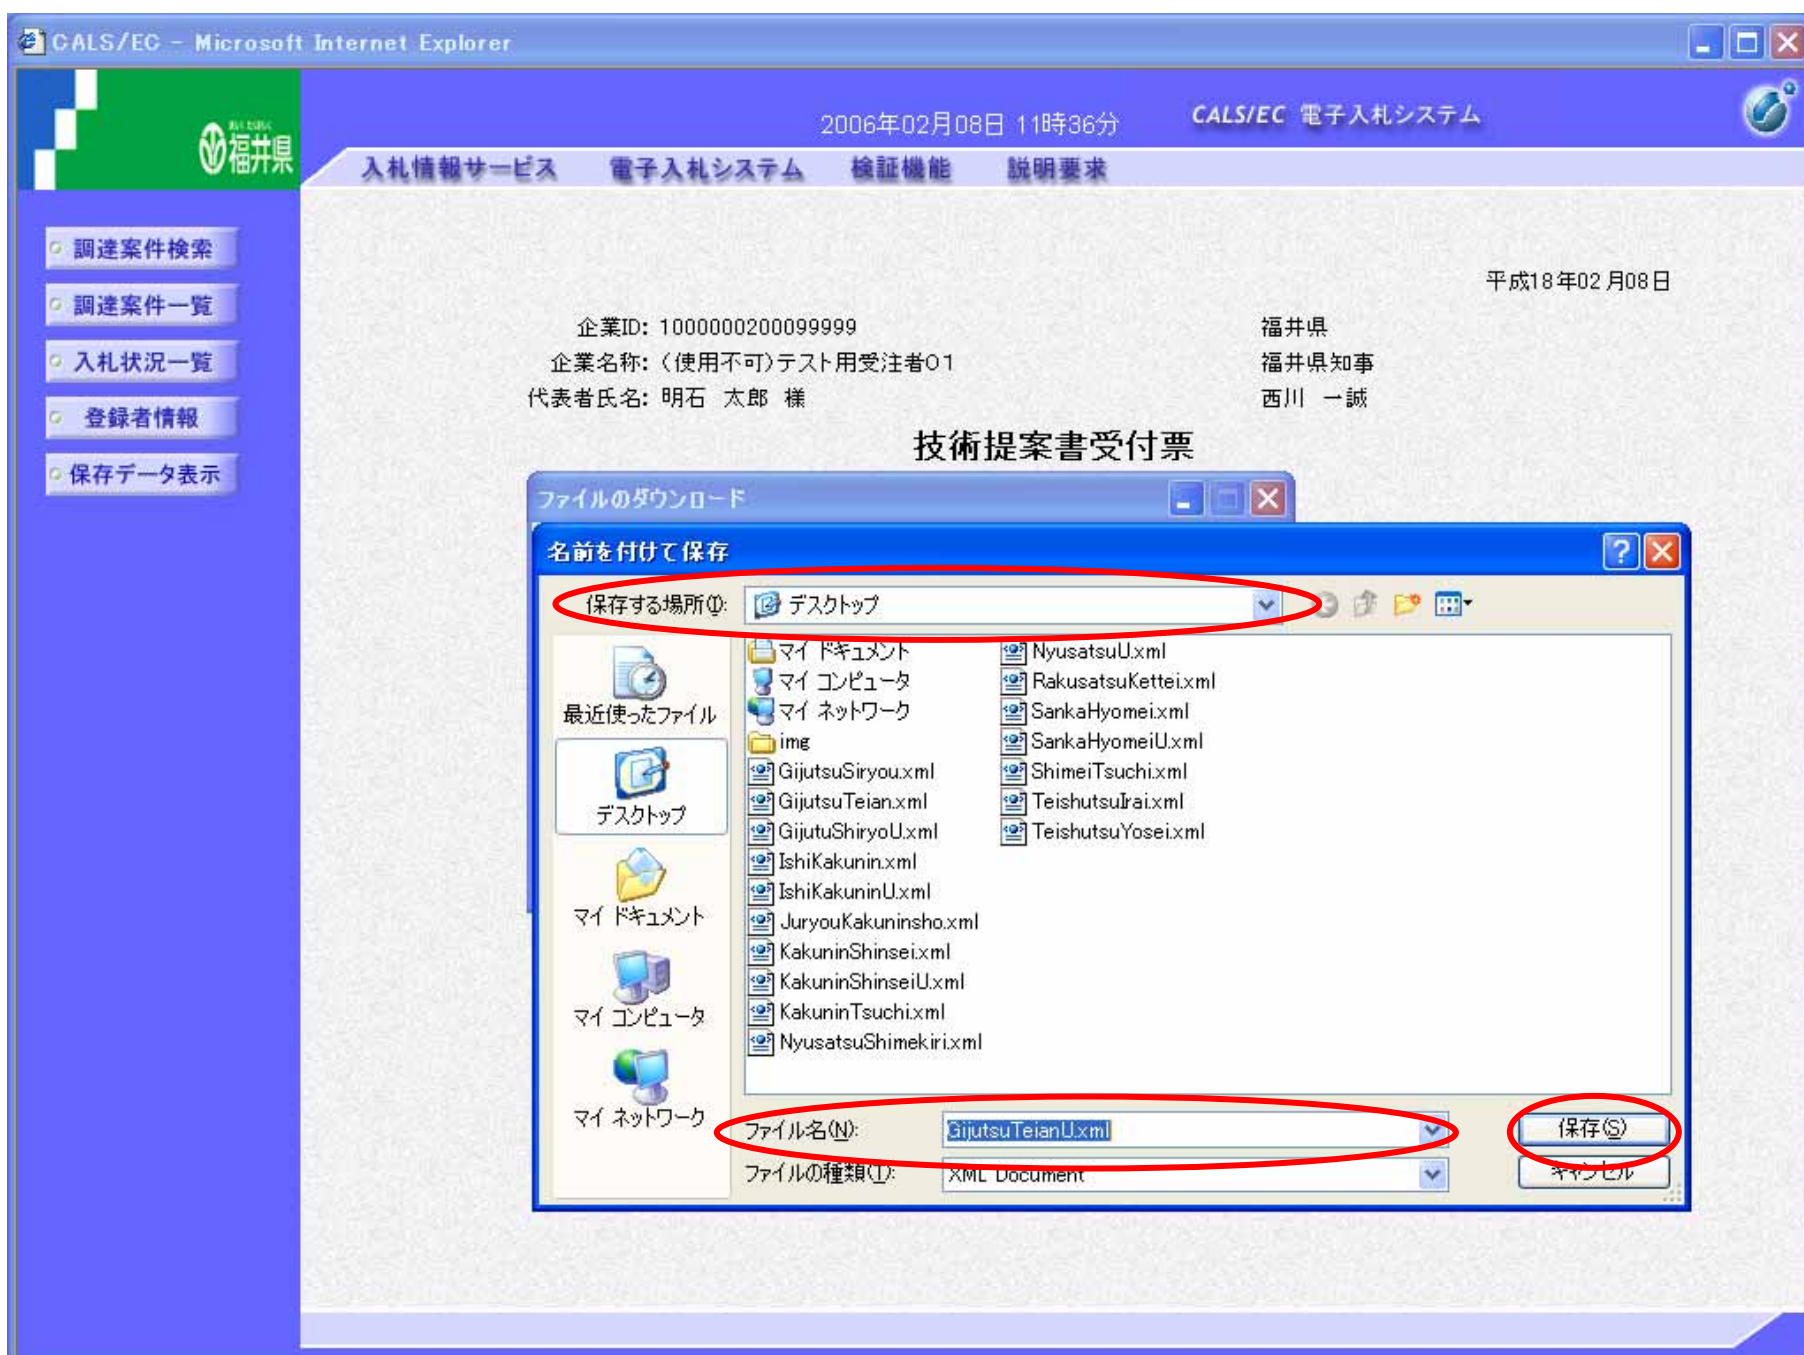 CALS/EC - Microsoft Internet Explorer
福井県
2006年02月08日 11時36分
CALS/EC 電子入札システム
入札情報サービス 電子入札システム 検証機能 説明要求
調達案件検索
調達案件一覧
入札状況一覧
登録者情報
保存データ表示
平成18年02月08日
企業ID: 1000000200099999
福井県
企業名称: (使用不可)テスト用受注者01
福井県知事
代表者氏名: 明石 太郎 様
西川 一誠
技術提案書受付票
ファイルのダウンロード
名前を付けて保存
保存する場所(I):
デスクトップ
最近使ったファイル
デスクトップ
マイ ドキュメント
マイ コンピュータ
マイ ネットワーク
マイ ドキュメント
マイ コンピュータ
マイ ネットワーク
img
GijutsuSiryou.xml
GijutsuTeian.xml
GijutuShiryoU.xml
IshiKakunin.xml
IshiKakuninU.xml
JuryouKakuninsho.xml
KakuninShinsei.xml
KakuninShinseiU.xml
KakuninTsuchi.xml
NyusatsuShimekiri.xml
NyusatsuU.xml
RakusatsuKettei.xml
SankaHyomei.xml
SankaHyomeiU.xml
ShimeiTsuchi.xml
TeishutsuIrai.xml
TeishutsuYosei.xml
ファイル名(N):
GijutsuTeianU.xml
保存(S)
ファイルの種類(T):
XML Document
キャンセル